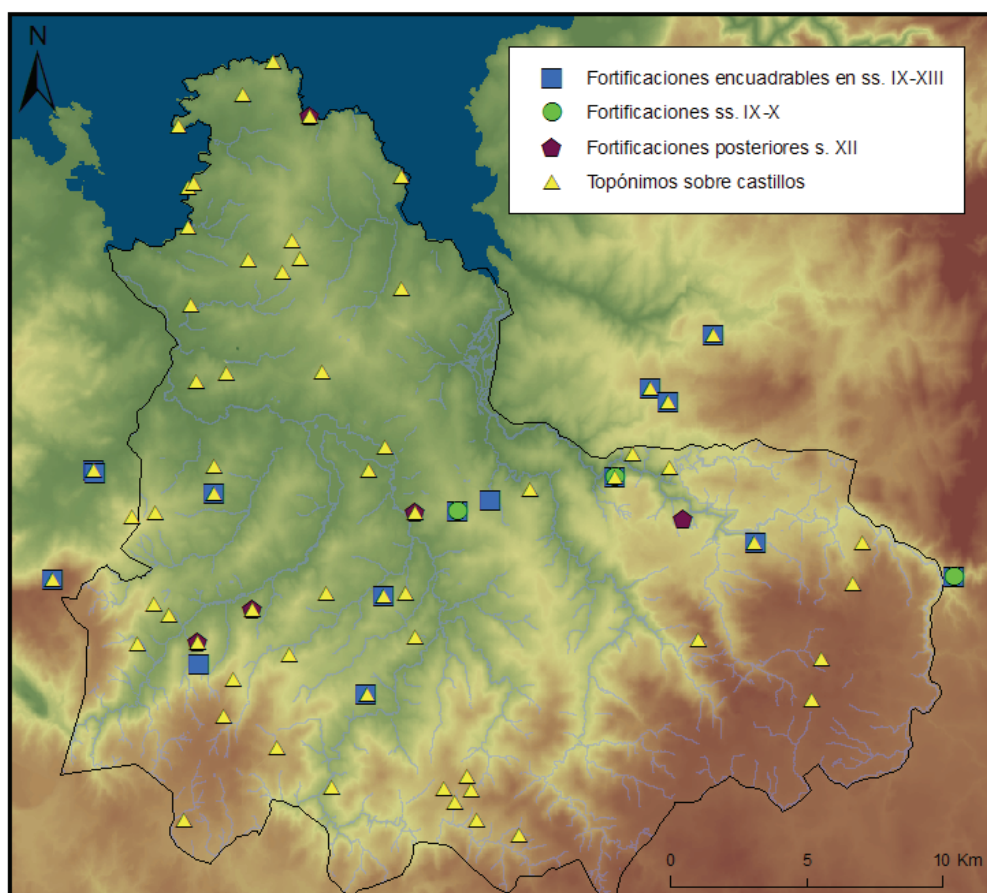 N
Fortificaciones encuadrables en ss. IX-XIII
Fortificaciones ss. IX-X
Fortificaciones posteriores s. XII
Topónimos sobre castillos
0 5 10 Km